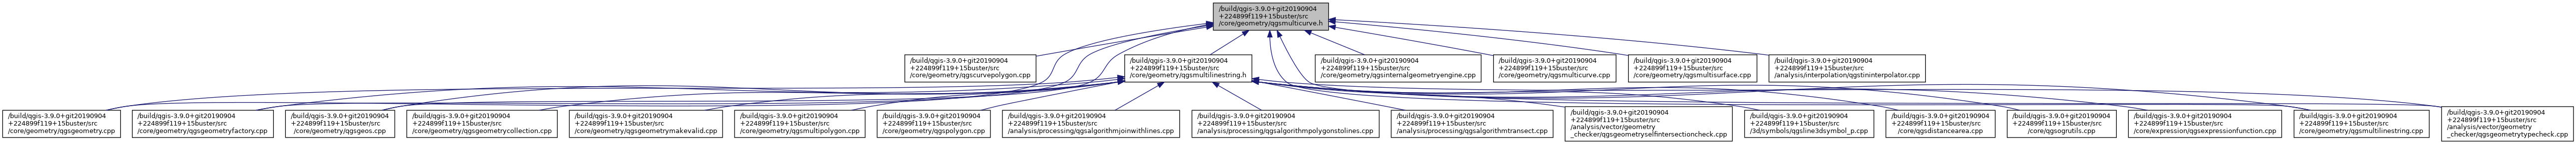 /build/qgis-3.9.0+git20190904
+224899f119+15buster/src
/core/geometry/qgsmulticurve.h
/build/qgis-3.9.0+git20190904
+224899f119+15buster/src
/core/geometry/qgscurvepolygon.cpp
/build/qgis-3.9.0+git20190904
+224899f119+15buster/src
/core/geometry/qgsmultilinestring.h
/build/qgis-3.9.0+git20190904
+224899f119+15buster/src
/core/geometry/qgsinternalgeometryengine.cpp
/build/qgis-3.9.0+git20190904
+224899f119+15buster/src
/core/geometry/qgsmulticurve.cpp
/build/qgis-3.9.0+git20190904
+224899f119+15buster/src
/core/geometry/qgsmultisurface.cpp
/build/qgis-3.9.0+git20190904
+224899f119+15buster/src
/analysis/interpolation/qgstininterpolator.cpp
/build/qgis-3.9.0+git20190904
+224899f119+15buster/src
/core/geometry/qgsgeometry.cpp
/build/qgis-3.9.0+git20190904
+224899f119+15buster/src
/core/geometry/qgsgeometryfactory.cpp
/build/qgis-3.9.0+git20190904
+224899f119+15buster/src
/core/geometry/qgsgeos.cpp
/build/qgis-3.9.0+git20190904
+224899f119+15buster/src
/core/geometry/qgsgeometrycollection.cpp
/build/qgis-3.9.0+git20190904
+224899f119+15buster/src
/core/geometry/qgsgeometrymakevalid.cpp
/build/qgis-3.9.0+git20190904
+224899f119+15buster/src
/core/geometry/qgsmultipolygon.cpp
/build/qgis-3.9.0+git20190904
+224899f119+15buster/src
/core/geometry/qgspolygon.cpp
/build/qgis-3.9.0+git20190904
+224899f119+15buster/src
/analysis/processing/qgsalgorithmjoinwithlines.cpp
/build/qgis-3.9.0+git20190904
+224899f119+15buster/src
/analysis/processing/qgsalgorithmpolygonstolines.cpp
/build/qgis-3.9.0+git20190904
+224899f119+15buster/src
/analysis/processing/qgsalgorithmtransect.cpp
/build/qgis-3.9.0+git20190904
+224899f119+15buster/src
/analysis/vector/geometry
_checker/qgsgeometryselfintersectioncheck.cpp
/build/qgis-3.9.0+git20190904
+224899f119+15buster/src
/3d/symbols/qgsline3dsymbol_p.cpp
/build/qgis-3.9.0+git20190904
+224899f119+15buster/src
/core/qgsdistancearea.cpp
/build/qgis-3.9.0+git20190904
+224899f119+15buster/src
/core/qgsogrutils.cpp
/build/qgis-3.9.0+git20190904
+224899f119+15buster/src
/core/expression/qgsexpressionfunction.cpp
/build/qgis-3.9.0+git20190904
+224899f119+15buster/src
/core/geometry/qgsmultilinestring.cpp
/build/qgis-3.9.0+git20190904
+224899f119+15buster/src
/analysis/vector/geometry
_checker/qgsgeometrytypecheck.cpp